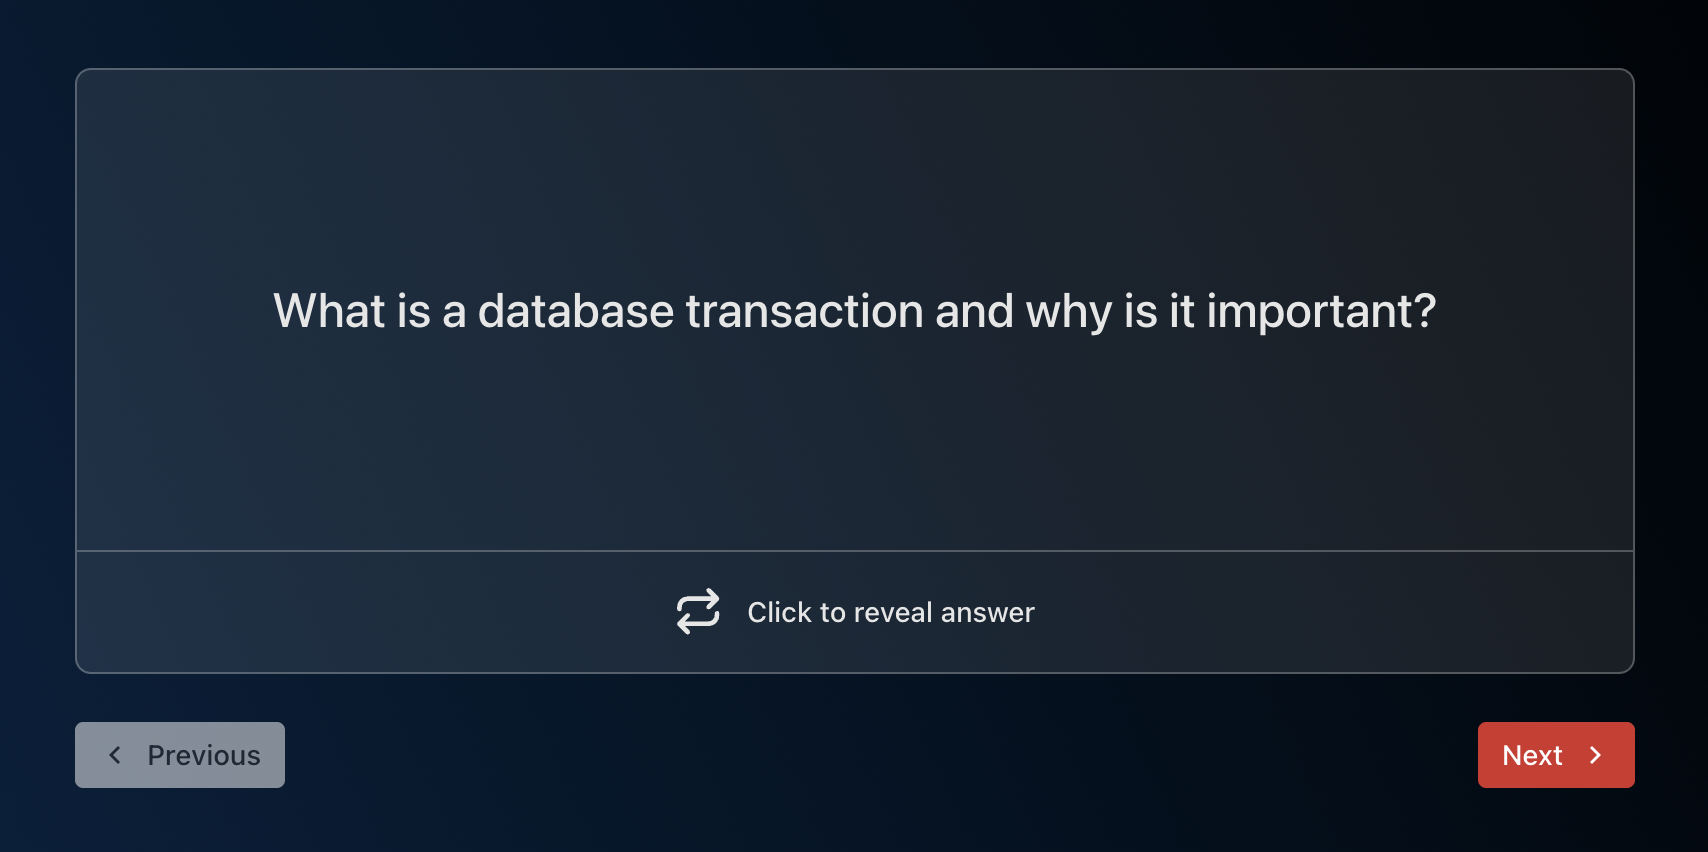 What is a database transaction and why is it important?
Click to reveal answer
Previous
Next